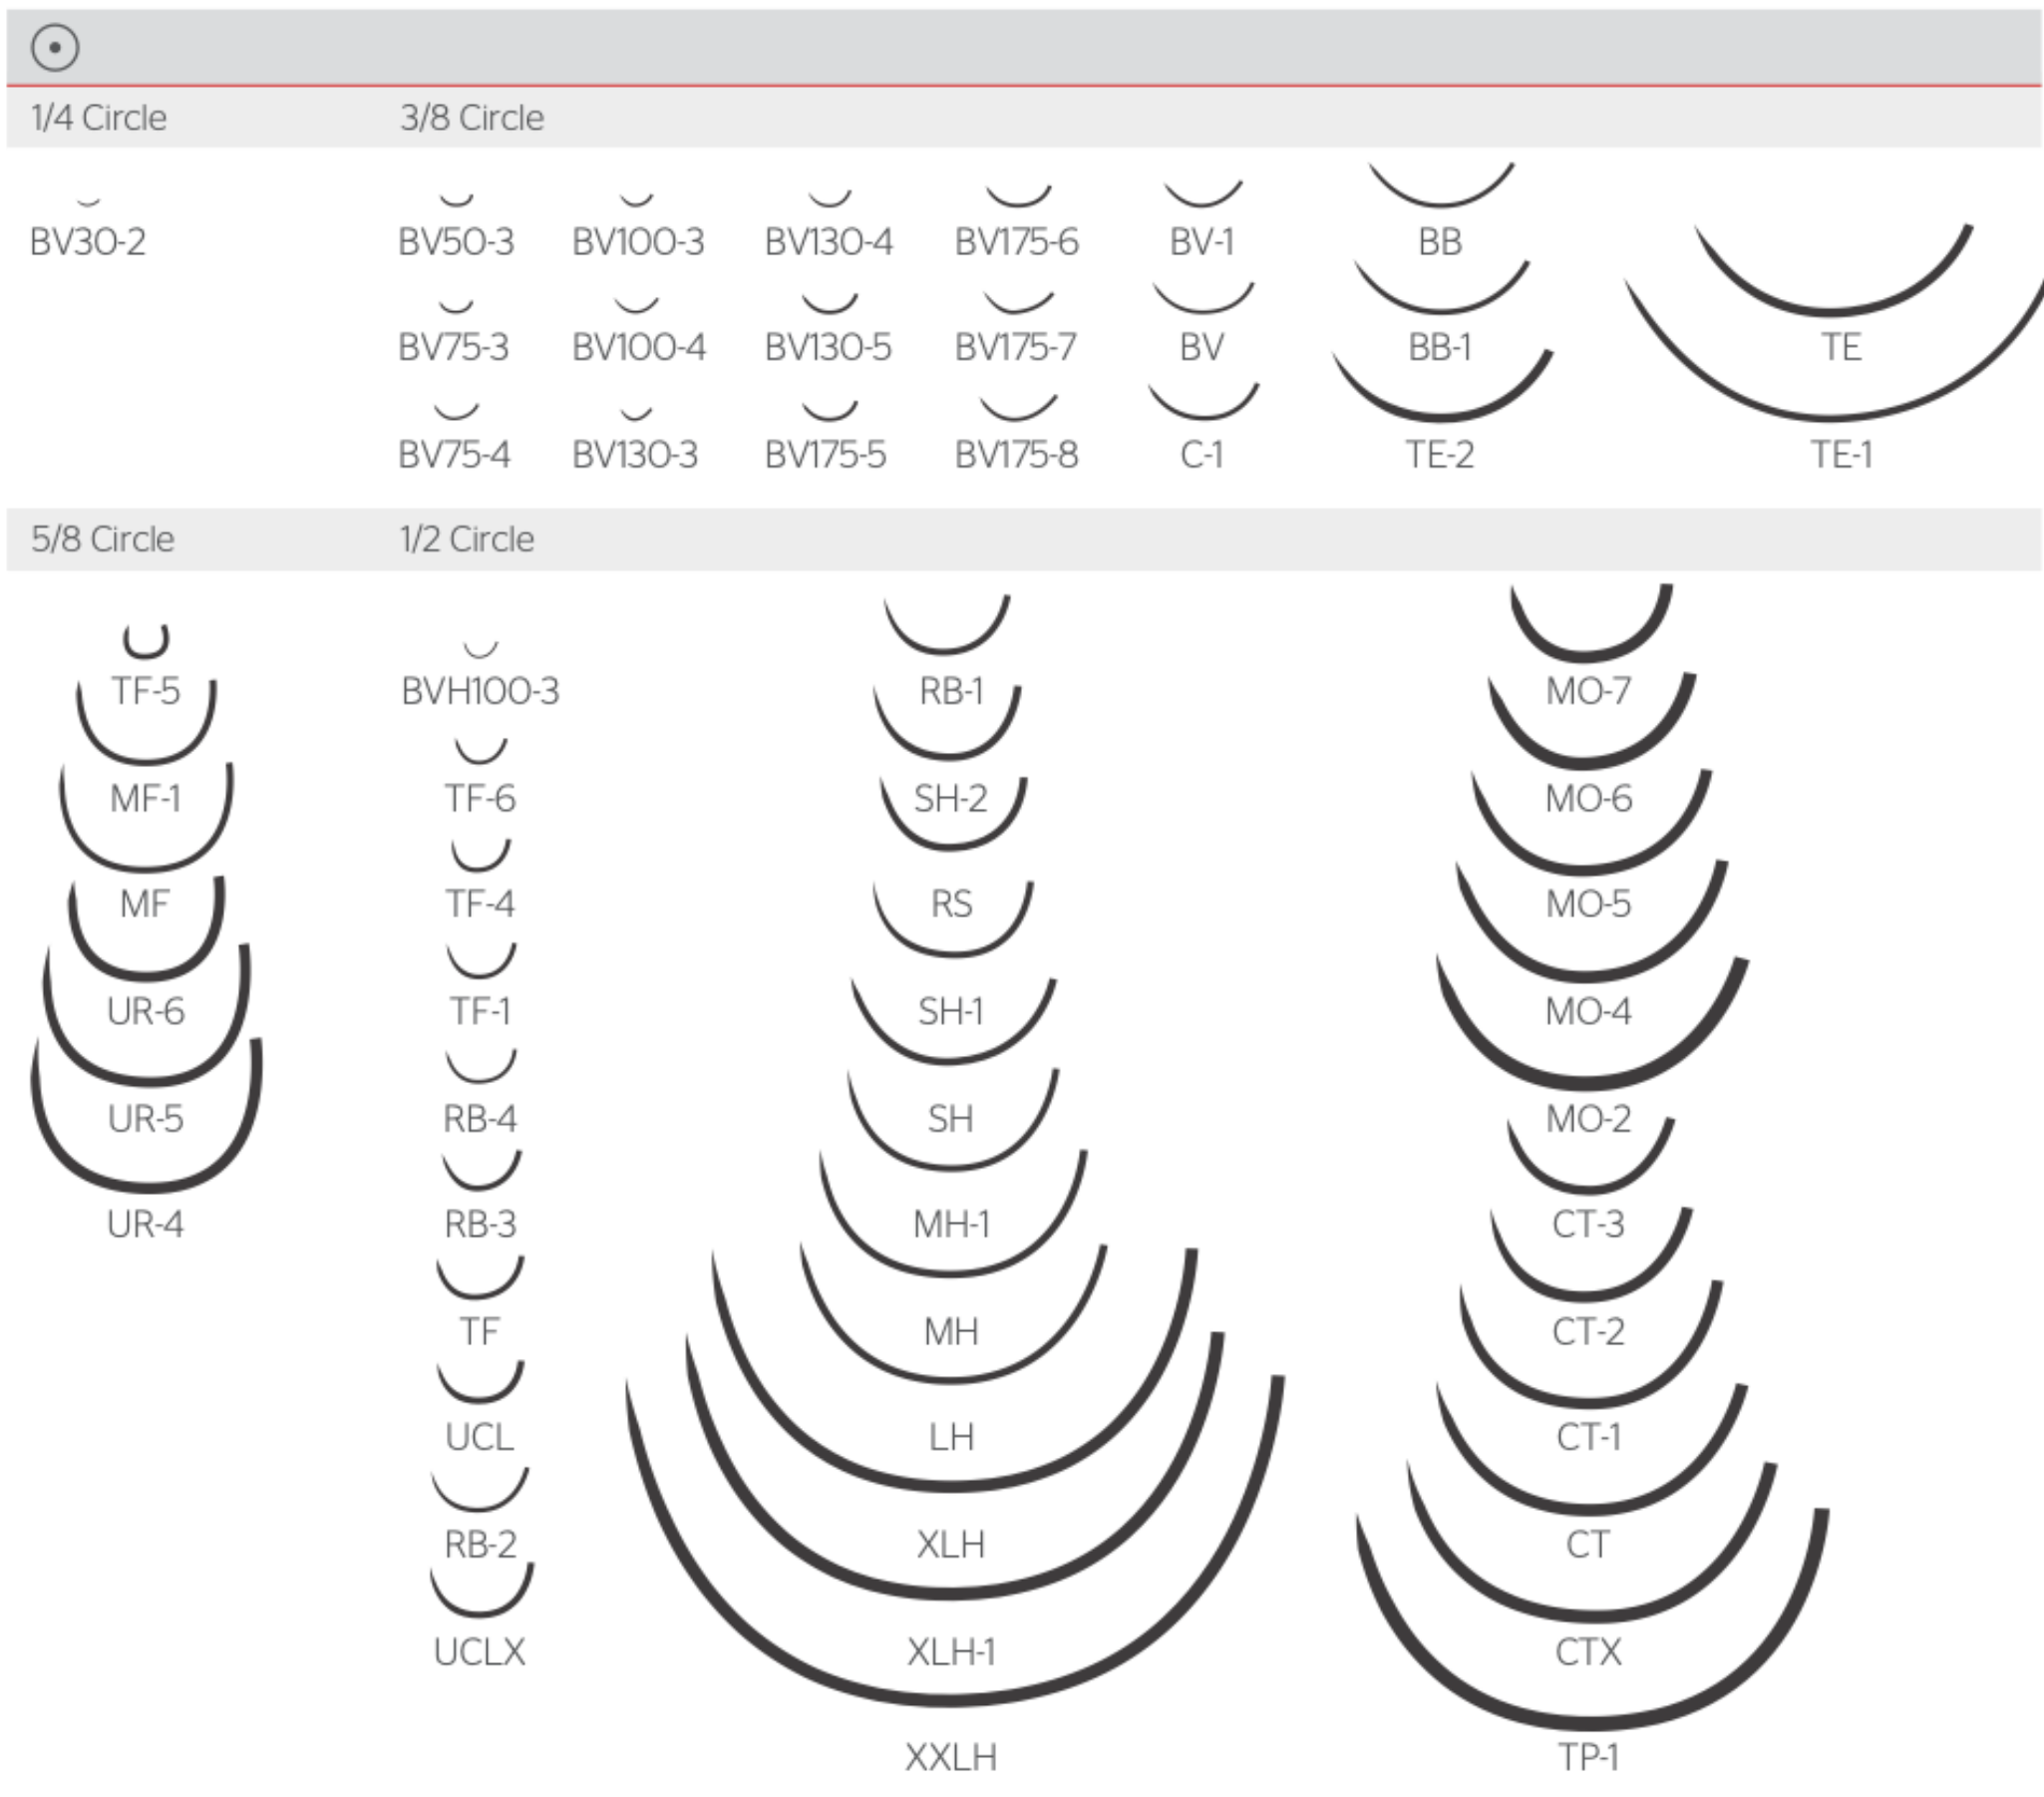 1/4 Circle 3/8 Circle
BV30-2 BV50-3 BV100-3 BV130-4 BV175-6 BV-1 BB
BV75-3 BV100-4 BV130-5 BV175-7 BV BB-1 TE
BV75-4 BV130-3 BV175-5 BV175-8 C-1 TE-2 TE-1
5/8 Circle 1/2 Circle
TF-5 BVH100-3 RB-1 MO-7
MF-1 TF-6 SH-2 MO-6
MF TF-4 RS MO-5
UR-6 TF-1 SH-1 MO-4
UR-5 RB-4 SH MO-2
UR-4 RB-3 MH-1 CT-3
TF MH CT-2
UCL LH CT-1
RB-2 XLH CT
UCLX XLH-1 CTX
XXLH TP-1